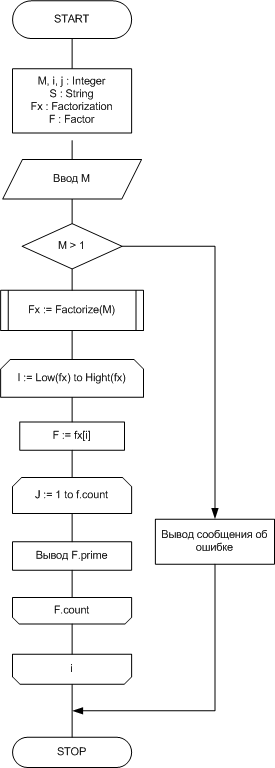 START
M, i, j : Integer
S : String
Fx : Factorization
F : Factor
Ввод M
M > 1
Fx := Factorize(M)
I := Low(fx) to Hight(fx)
F := fx[i]
J := 1 to f.count
Вывод F.prime
Вывод сообщения об
ошибке
F.count
i
STOP